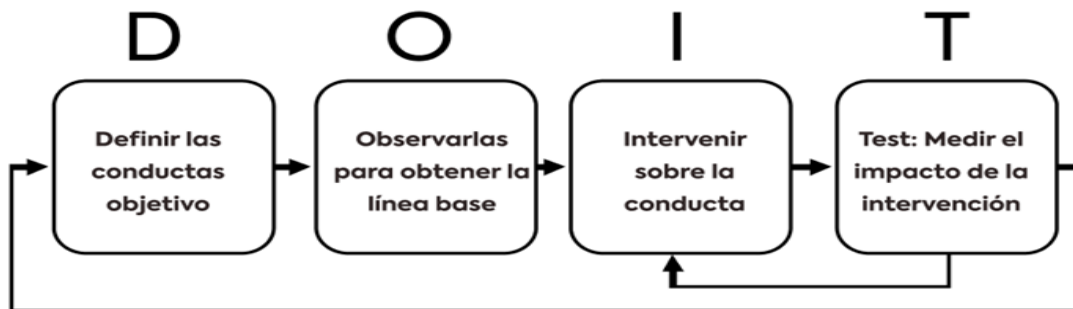 D O I T
Definir las
conductas
objetivo
Observarlas
para obtener la
línea base
Intervenir
sobre la
conducta
Test: Medir el
impacto de la
intervención